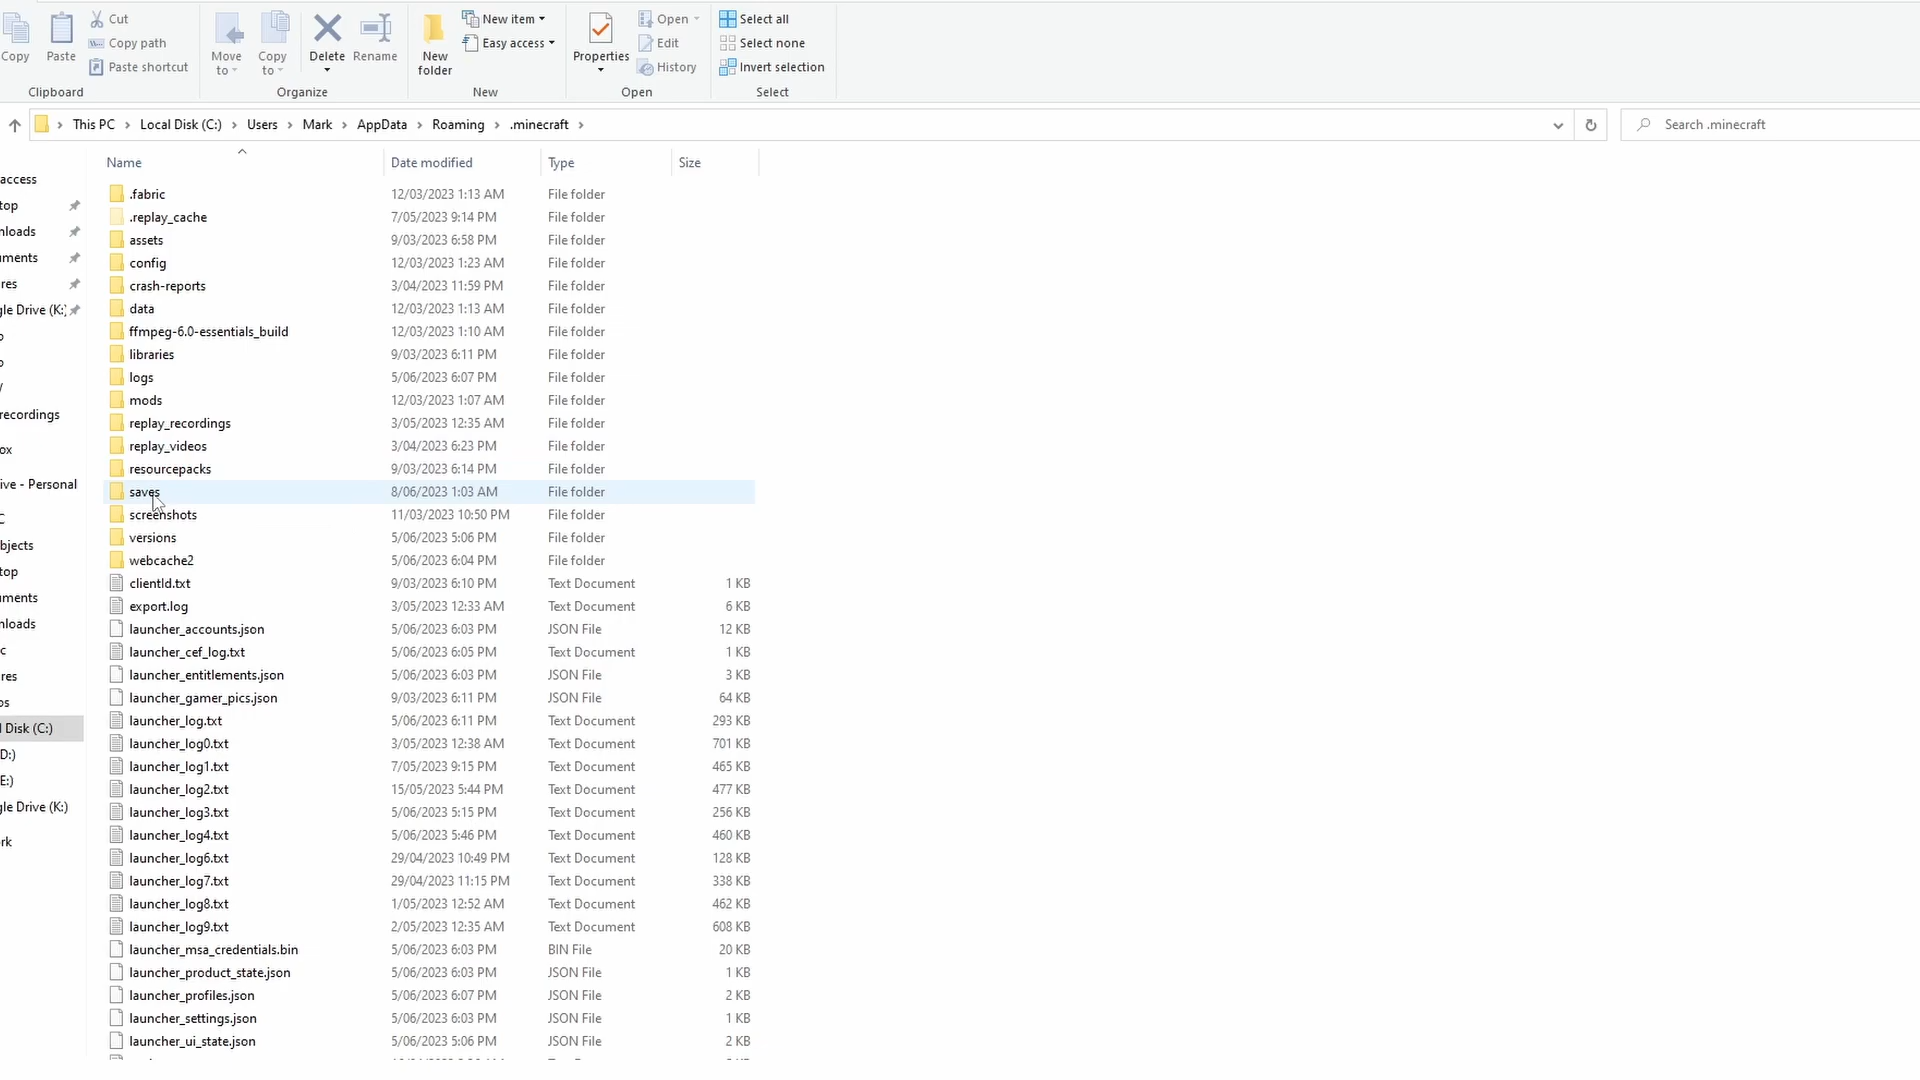 Copy
Paste
Cut
Copy path
Paste shortcut
Clipboard
Move to
Copy to
Delete
Rename
Organize
New folder
New item
Easy access
New
Properties
Open
Edit
History
Open
Select all
Select none
Invert selection
Select
This PC > Local Disk (C:) > Users > Mark > AppData > Roaming > .minecraft >
Search .minecraft
access
top
nloads
uments
res
gle Drive (K:)
recordings
ox
ive - Personal
C
bjects
top
uments
nloads
c
res
os
l Disk (C:)
D:)
E:)
gle Drive (K:)
rk
Name Date modified Type Size
.fabric 12/03/2023 1:13 AM File folder
.replay_cache 7/05/2023 9:14 PM File folder
assets 9/03/2023 6:58 PM File folder
config 12/03/2023 1:23 AM File folder
crash-reports 3/04/2023 11:59 PM File folder
data 12/03/2023 1:13 AM File folder
ffmpeg-6.0-essentials_build 12/03/2023 1:10 AM File folder
libraries 9/03/2023 6:11 PM File folder
logs 5/06/2023 6:07 PM File folder
mods 12/03/2023 1:07 AM File folder
replay_recordings 3/05/2023 12:35 AM File folder
replay_videos 3/04/2023 6:23 PM File folder
resourcepacks 9/03/2023 6:14 PM File folder
saves 8/06/2023 1:03 AM File folder
screenshots 11/03/2023 10:50 PM File folder
versions 5/06/2023 5:06 PM File folder
webcache2 5/06/2023 6:04 PM File folder
clientId.txt 9/03/2023 6:10 PM Text Document 1 KB
export.log 3/05/2023 12:33 AM Text Document 6 KB
launcher_accounts.json 5/06/2023 6:03 PM JSON File 12 KB
launcher_cef_log.txt 5/06/2023 6:05 PM Text Document 1 KB
launcher_entitlements.json 5/06/2023 6:03 PM JSON File 3 KB
launcher_gamer_pics.json 9/03/2023 6:11 PM JSON File 64 KB
launcher_log.txt 5/06/2023 6:11 PM Text Document 293 KB
launcher_log0.txt 3/05/2023 12:38 AM Text Document 701 KB
launcher_log1.txt 7/05/2023 9:15 PM Text Document 465 KB
launcher_log2.txt 15/05/2023 5:44 PM Text Document 477 KB
launcher_log3.txt 5/06/2023 5:15 PM Text Document 256 KB
launcher_log4.txt 5/06/2023 5:46 PM Text Document 460 KB
launcher_log6.txt 29/04/2023 10:49 PM Text Document 128 KB
launcher_log7.txt 29/04/2023 11:15 PM Text Document 338 KB
launcher_log8.txt 1/05/2023 12:52 AM Text Document 462 KB
launcher_log9.txt 2/05/2023 12:35 AM Text Document 608 KB
launcher_msa_credentials.bin 5/06/2023 6:03 PM BIN File 20 KB
launcher_product_state.json 5/06/2023 6:03 PM JSON File 1 KB
launcher_profiles.json 5/06/2023 6:07 PM JSON File 2 KB
launcher_settings.json 5/06/2023 6:03 PM JSON File 1 KB
launcher_ui_state.json 5/06/2023 5:06 PM JSON File 2 KB